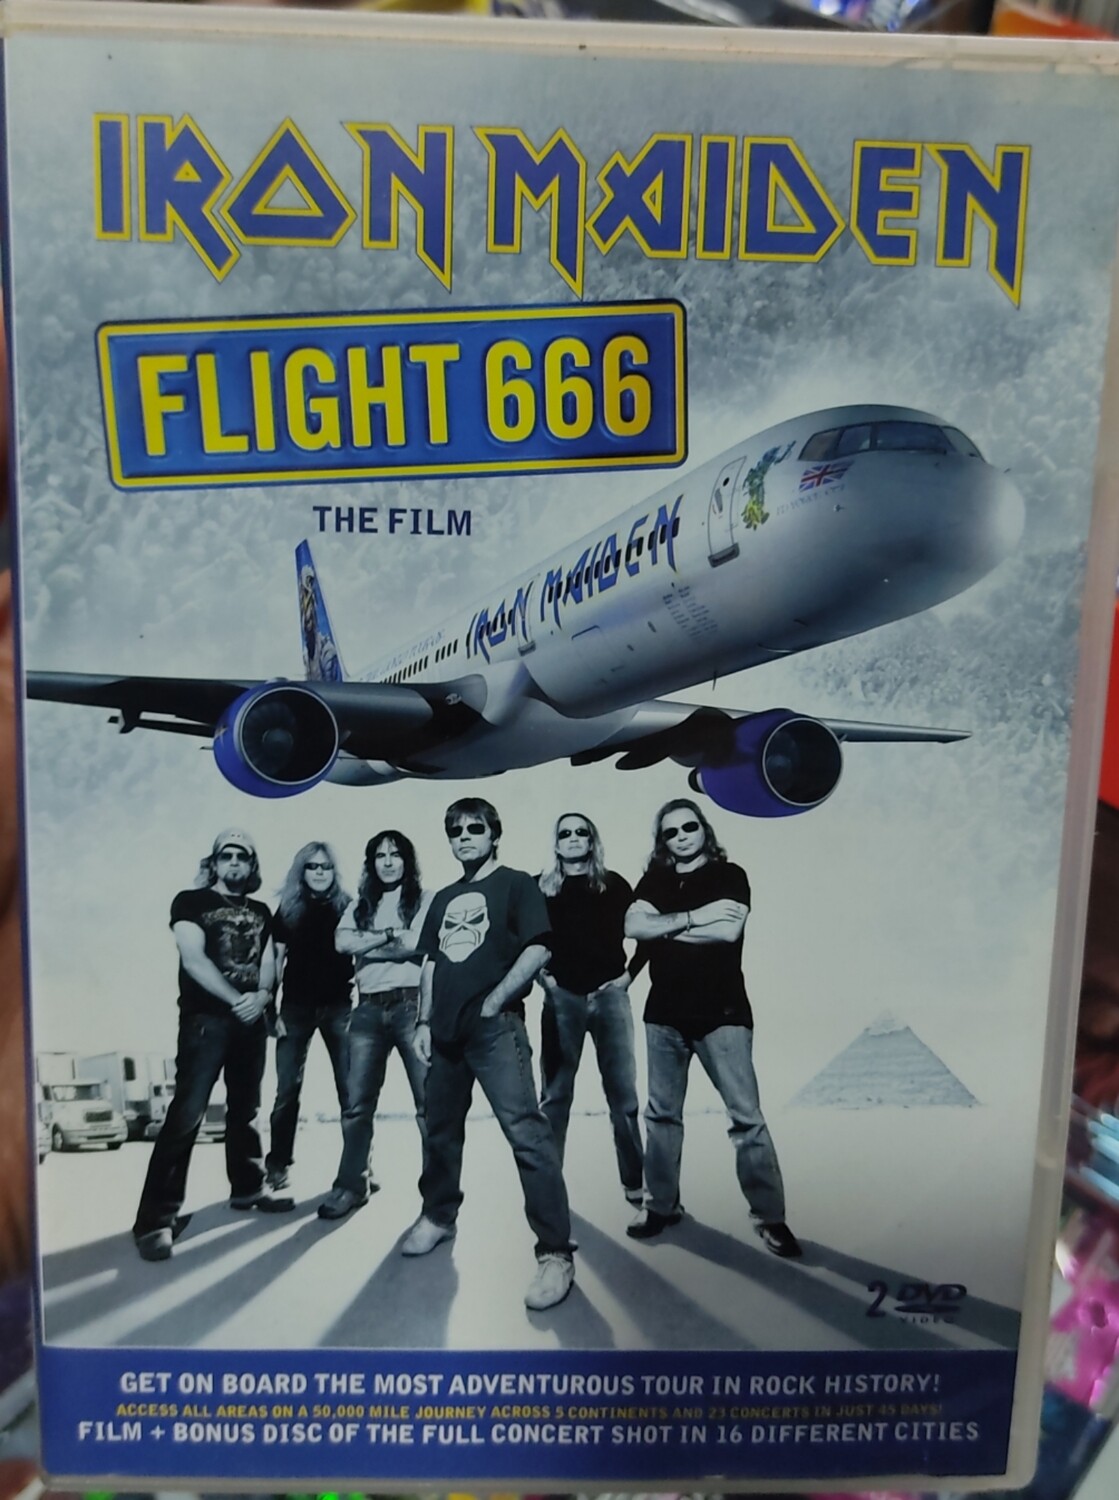 IRON MAIDEN
FLIGHT 666
THE FILM
IRON MAIDEN
2 DVD
VIDEO
GET ON BOARD THE MOST ADVENTUROUS TOUR IN ROCK HISTORY!
ACCESS ALL AREAS ON A 50,000 MILE JOURNEY ACROSS 5 CONTINENTS AND 23 CONCERTS IN JUST 45 DAYS!
FILM + BONUS DISC OF THE FULL CONCERT SHOT IN 16 DIFFERENT CITIES